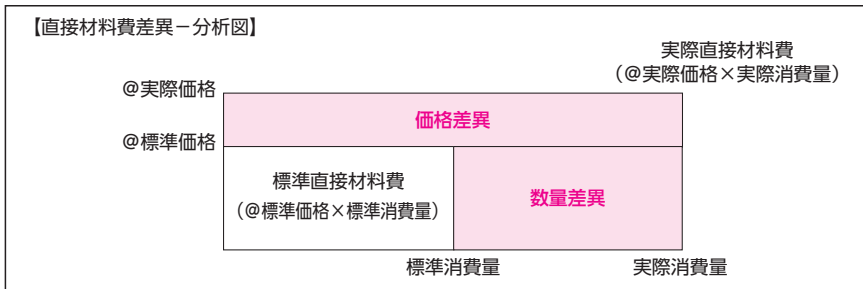 【直接材料費差異－分析図】
実際直接材料費
（＠実際価格×実際消費量）
＠実際価格
価格差異
＠標準価格
標準直接材料費
（＠標準価格×標準消費量）
数量差異
標準消費量
実際消費量